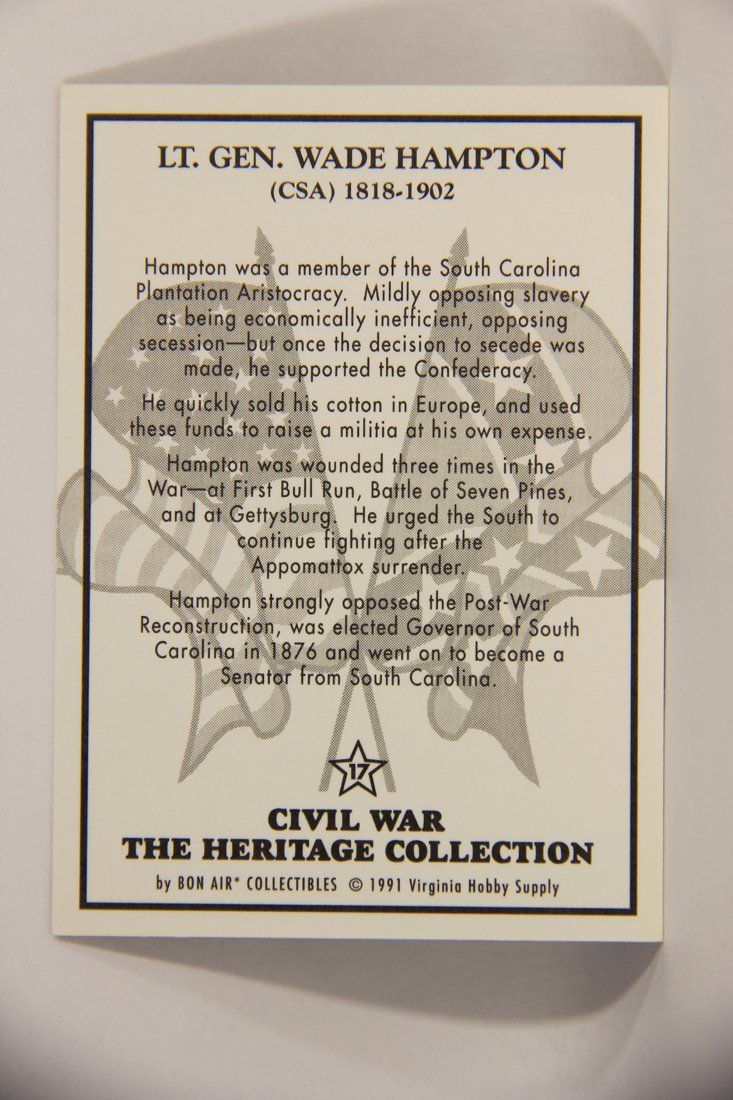 LT. GEN. WADE HAMPTON
(CSA) 1818-1902
Hampton was a member of the South Carolina
Plantation Aristocracy. Mildly opposing slavery
as being economically inefficient, opposing
secession—but once the decision to secede was
made, he supported the Confederacy.
He quickly sold his cotton in Europe, and used
these funds to raise a militia at his own expense.
Hampton was wounded three times in the
War—at First Bull Run, Battle of Seven Pines,
and at Gettysburg. He urged the South to
continue fighting after the
Appomattox surrender.
Hampton strongly opposed the Post-War
Reconstruction, was elected Governor of South
Carolina in 1876 and went on to become a
Senator from South Carolina.
17
CIVIL WAR
THE HERITAGE COLLECTION
by BON AIR* COLLECTIBLES © 1991 Virginia Hobby Supply